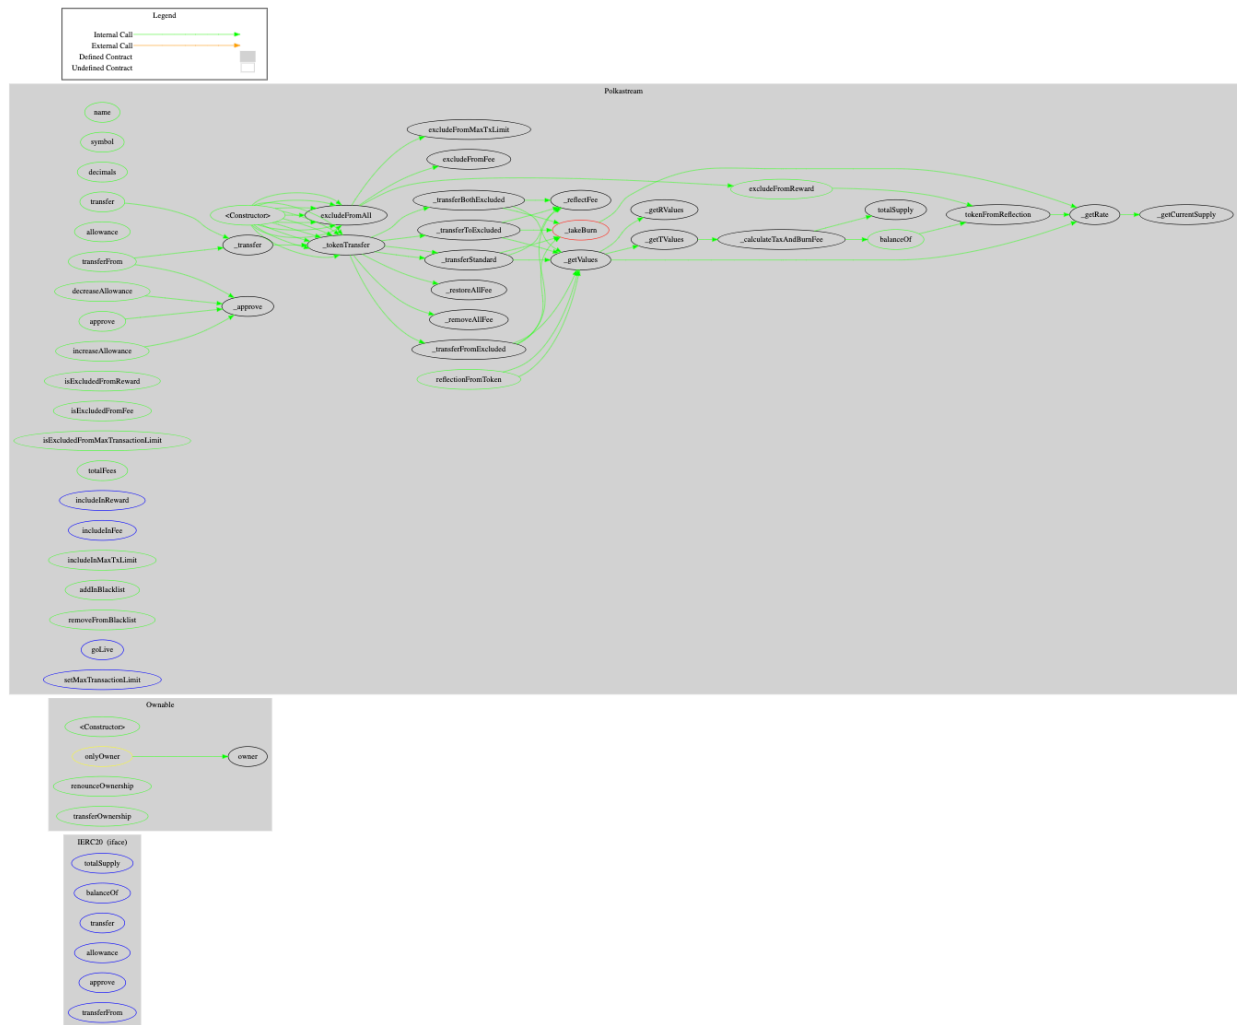 Legend
Internal Call
External Call
Defined Contract
Undefined Contract
Polkastream
name
symbol
decimals
transfer
allowance
transferFrom
decreaseAllowance
approve
increaseAllowance
isExcludedFromReward
isExcludedFromFee
isExcludedFromMaxTransactionLimit
totalFees
includeInReward
includeInFee
includeInMaxTxLimit
addInBlacklist
removeFromBlacklist
goLive
setMaxTransactionLimit
<Constructor>
_transfer
_approve
excludeFromAll
_tokenTransfer
excludeFromMaxTxLimit
excludeFromFee
_transferBothExcluded
_transferToExcluded
_transferStandard
_restoreAllFee
_removeAllFee
_transferFromExcluded
reflectionFromToken
_reflectFee
_takeBurn
_getValues
_getRValues
_getTValues
excludeFromReward
_calculateTaxAndBurnFee
totalSupply
balanceOf
tokenFromReflection
_getRate
_getCurrentSupply
Ownable
<Constructor>
onlyOwner
owner
renounceOwnership
transferOwnership
IERC20 (iface)
totalSupply
balanceOf
transfer
allowance
approve
transferFrom